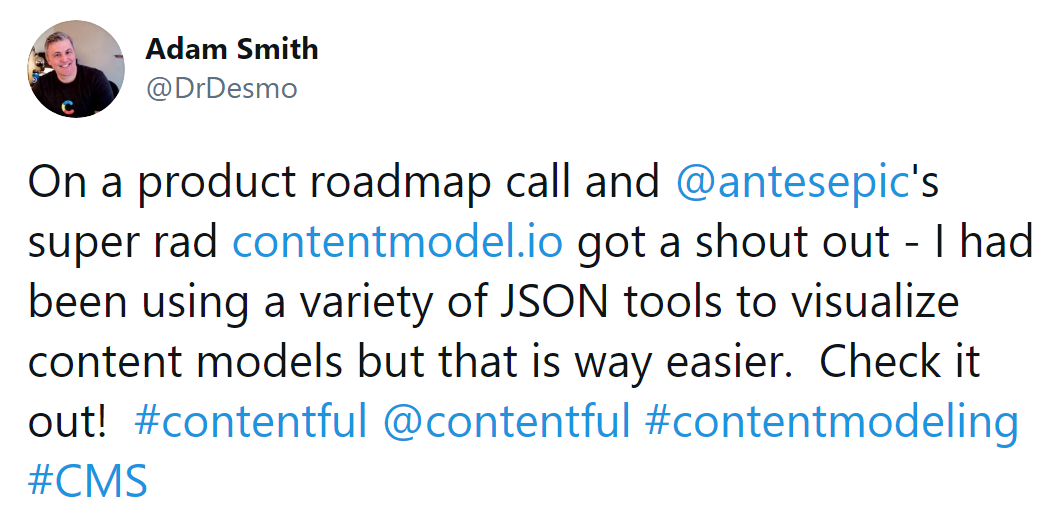 Adam Smith
@DrDesmo
On a product roadmap call and @antesepic's
super rad contentmodel.io got a shout out - I had
been using a variety of JSON tools to visualize
content models but that is way easier.  Check it
out!  #contentful @contentful #contentmodeling
#CMS